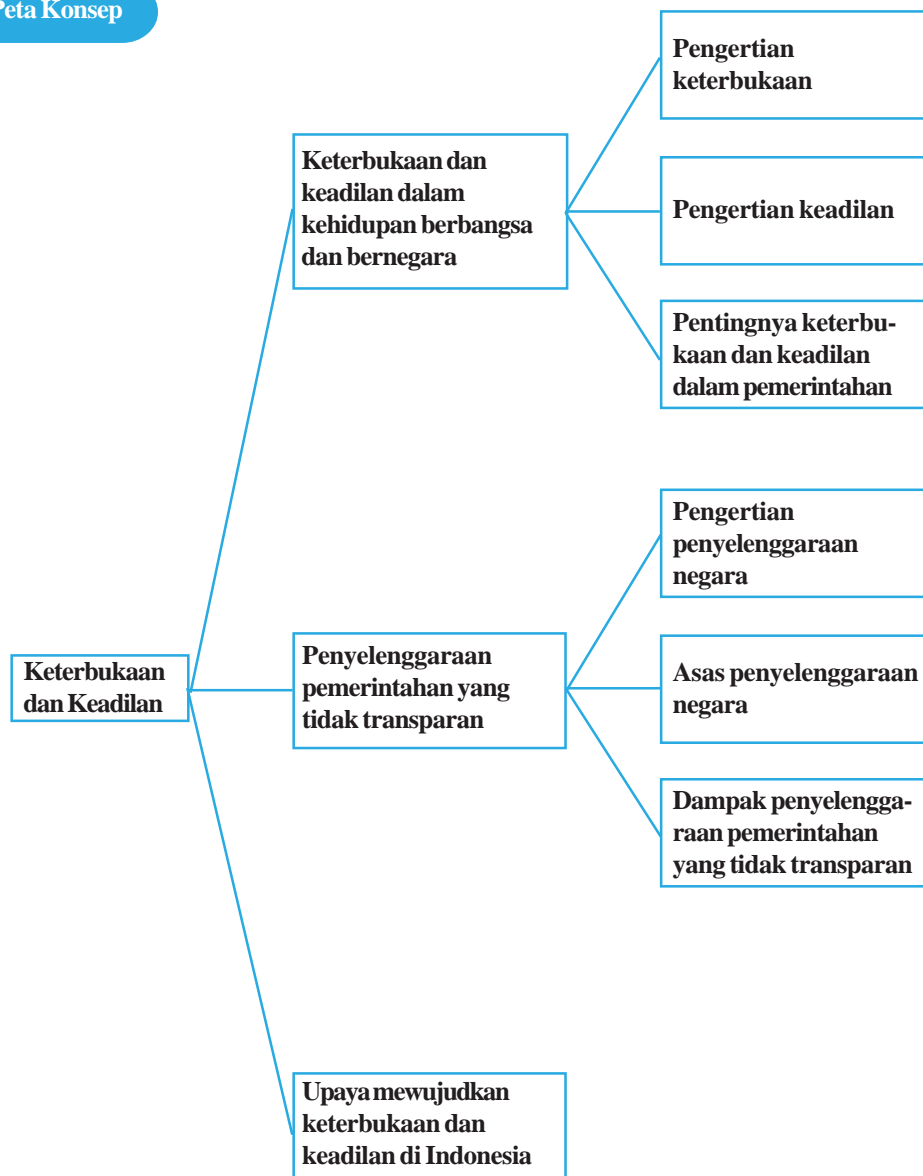 Peta Konsep
Pengertian
keterbukaan
Keterbukaan dan
keadilan dalam
kehidupan berbangsa
dan bernegara
Pengertian keadilan
Pentingnya keterbu-
kaan dan keadilan
dalam pemerintahan
Pengertian
penyelenggaraan
negara
Keterbukaan
dan Keadilan
Penyelenggaraan
pemerintahan yang
tidak transparan
Asas penyelenggaraan
negara
Dampak penyelengga-
raan pemerintahan
yang tidak transparan
Upaya mewujudkan
keterbukaan dan
keadilan di Indonesia